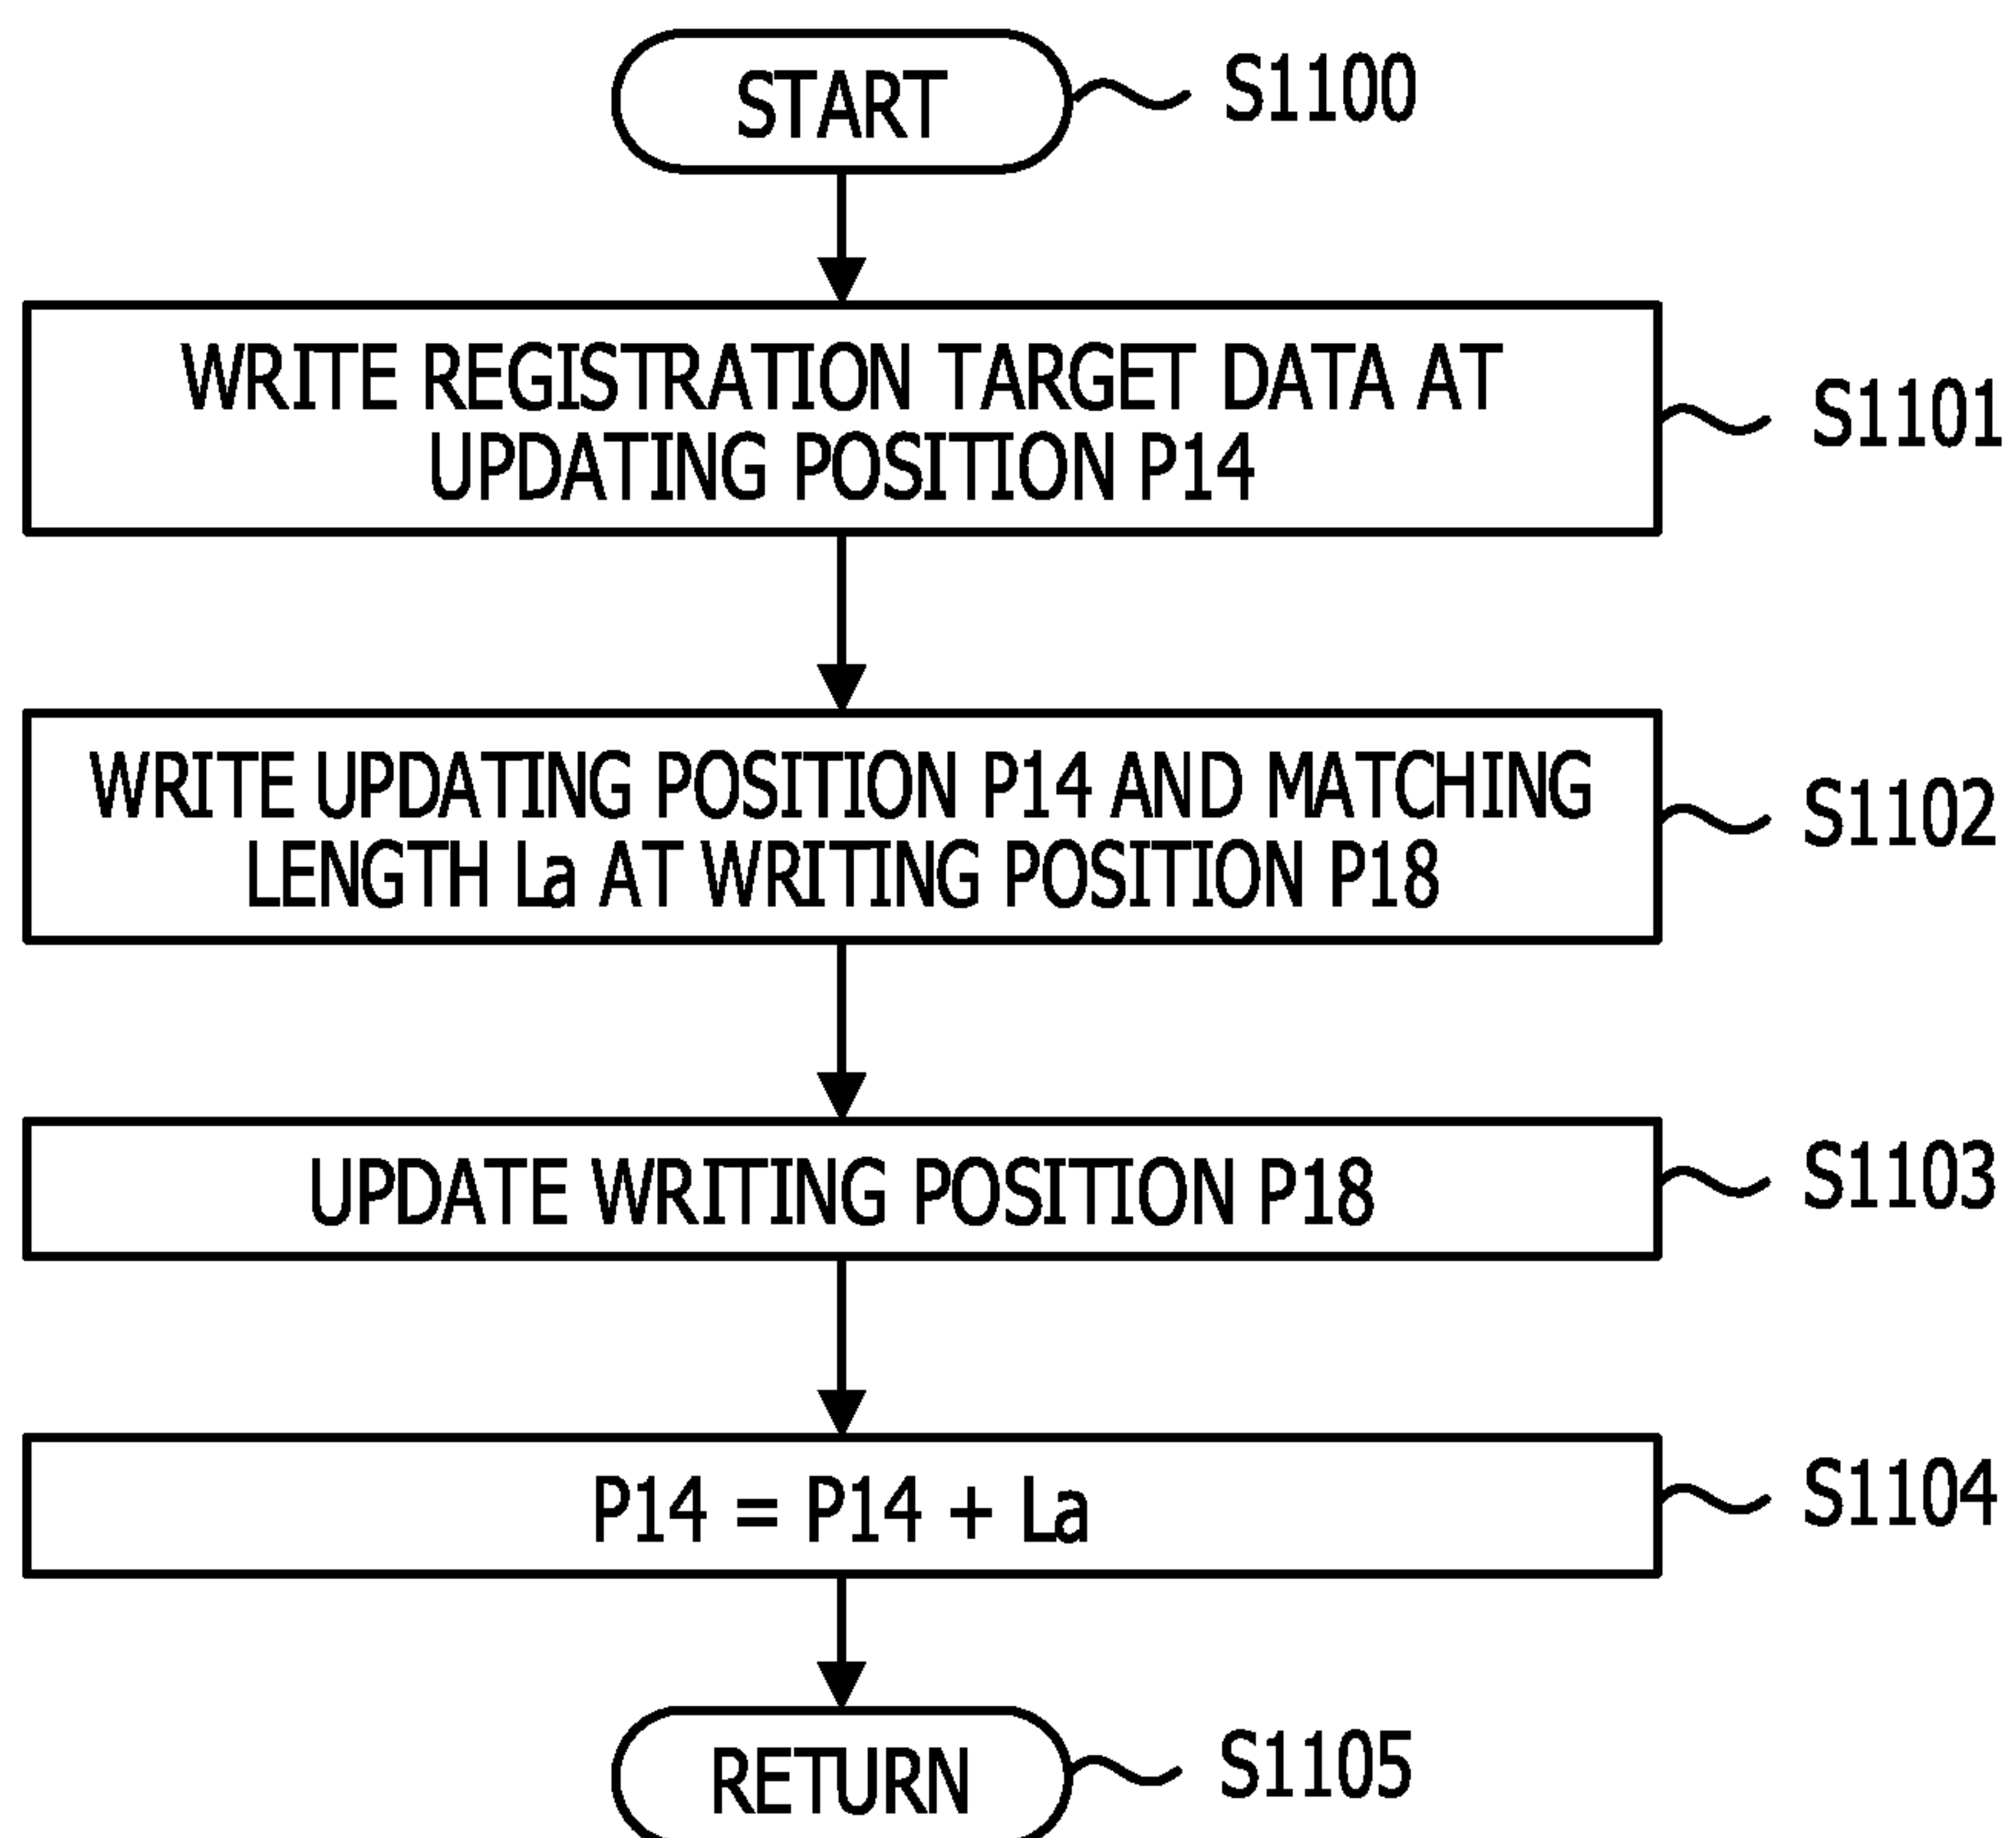 START
S1100
WRITE REGISTRATION TARGET DATA AT
UPDATING POSITION P14
S1101
WRITE UPDATING POSITION P14 AND MATCHING
LENGTH La AT WRITING POSITION P18
S1102
UPDATE WRITING POSITION P18
S1103
P14 = P14 + La
S1104
RETURN
S1105